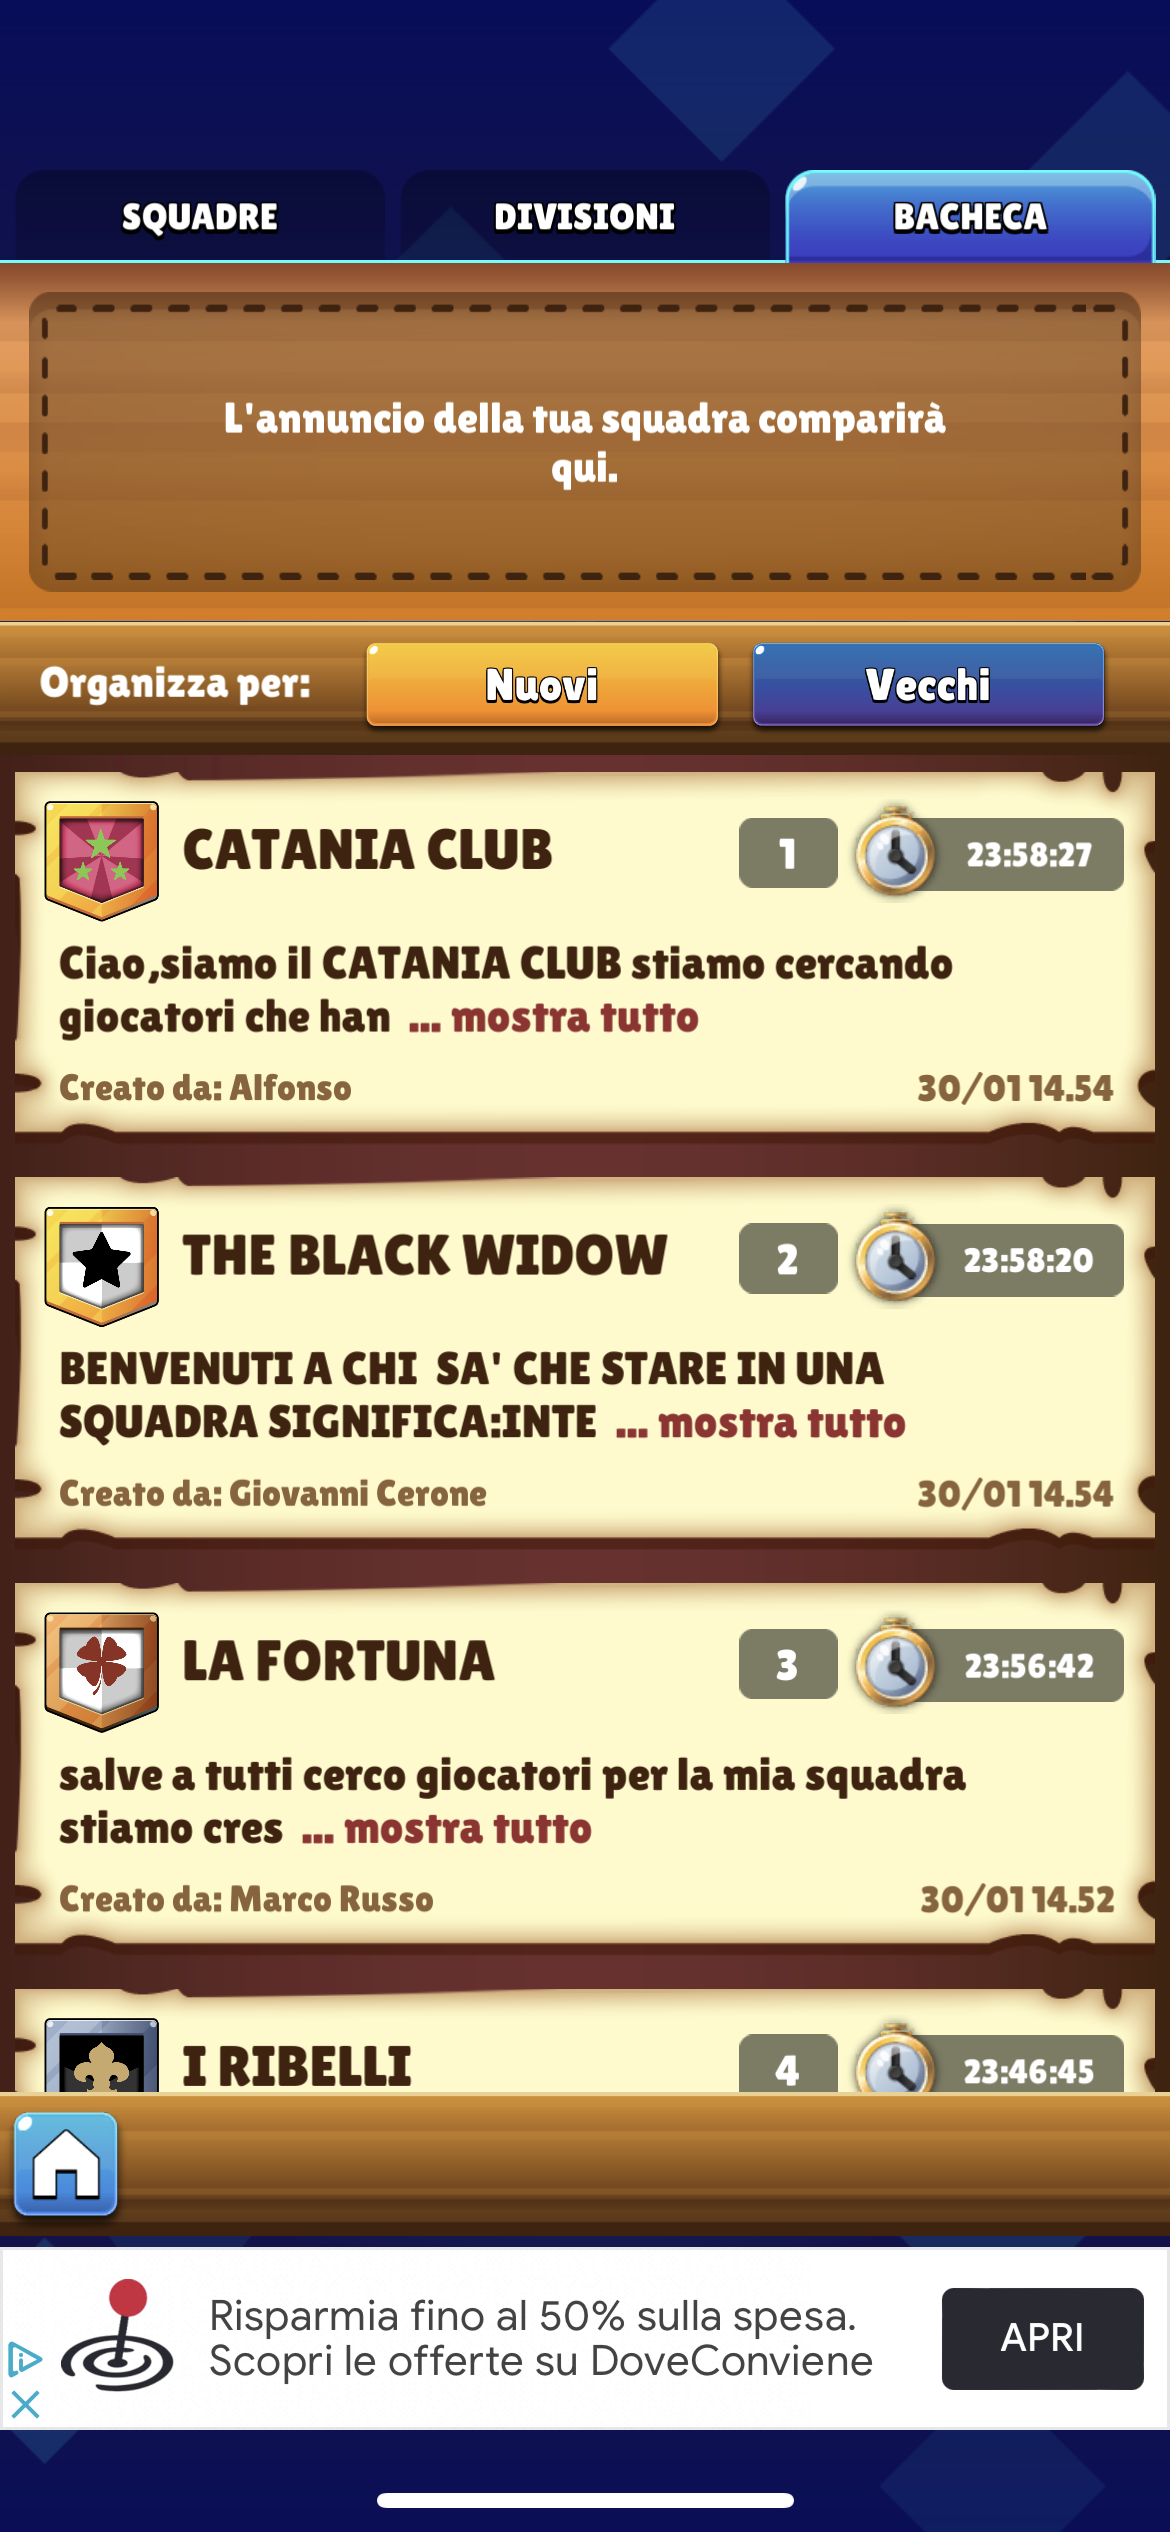 SQUADRE
DIVISIONI
BACHECA
L'annuncio della tua squadra comparirà
qui.
Organizza per:
Nuovi
Vecchi
CATANIA CLUB
1
23:58:27
Ciao,siamo il CATANIA CLUB stiamo cercando
giocatori che han ... mostra tutto
Creato da: Alfonso
30/01 14.54
THE BLACK WIDOW
2
23:58:20
BENVENUTI A CHI SA' CHE STARE IN UNA
SQUADRA SIGNIFICA:INTE ... mostra tutto
Creato da: Giovanni Cerone
30/01 14.54
LA FORTUNA
3
23:56:42
salve a tutti cerco giocatori per la mia squadra
stiamo cres ... mostra tutto
Creato da: Marco Russo
30/01 14.52
I RIBELLI
4
23:46:45
Risparmia fino al 50% sulla spesa.
Scopri le offerte su DoveConviene
APRI